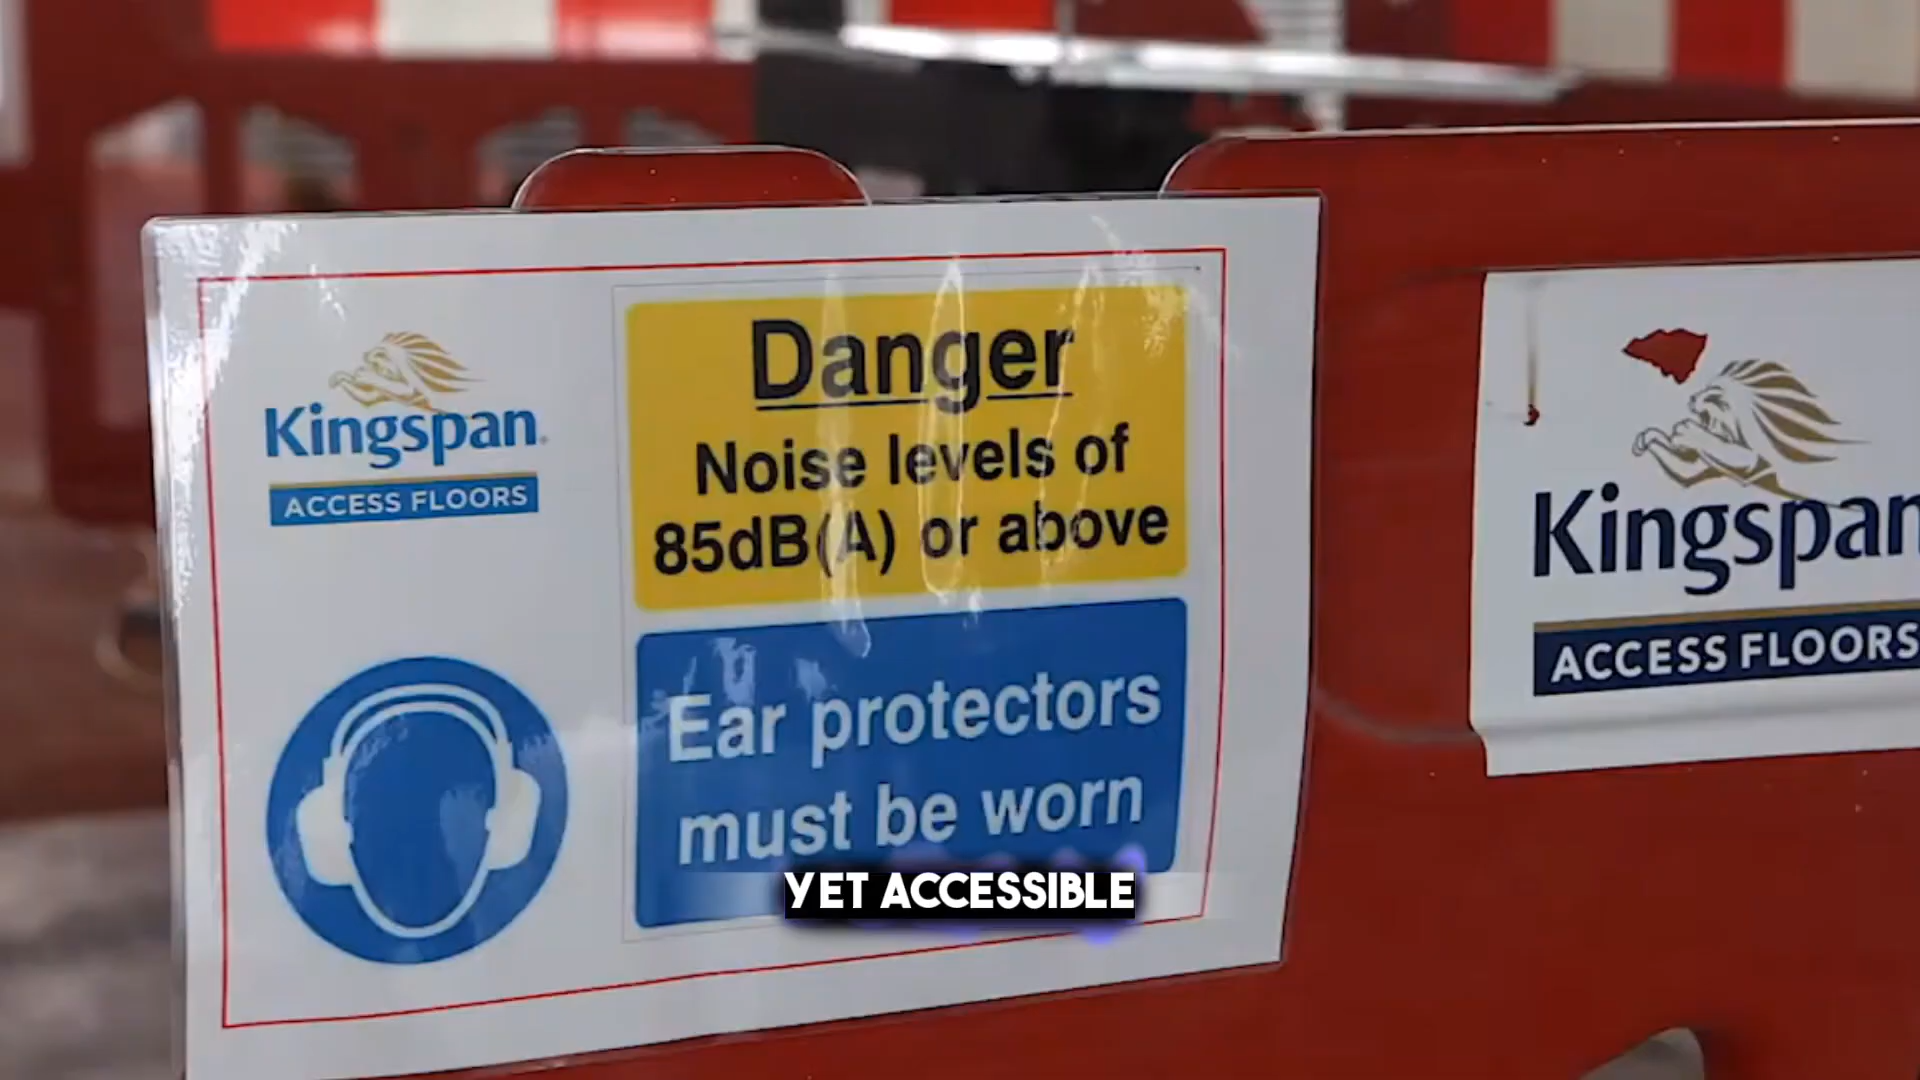 Kingspan
ACCESS FLOORS
Danger
Noise levels of
85dB(A) or above
Ear protectors
must be worn
Kingspan
ACCESS FLOORS
YET ACCESSIBLE